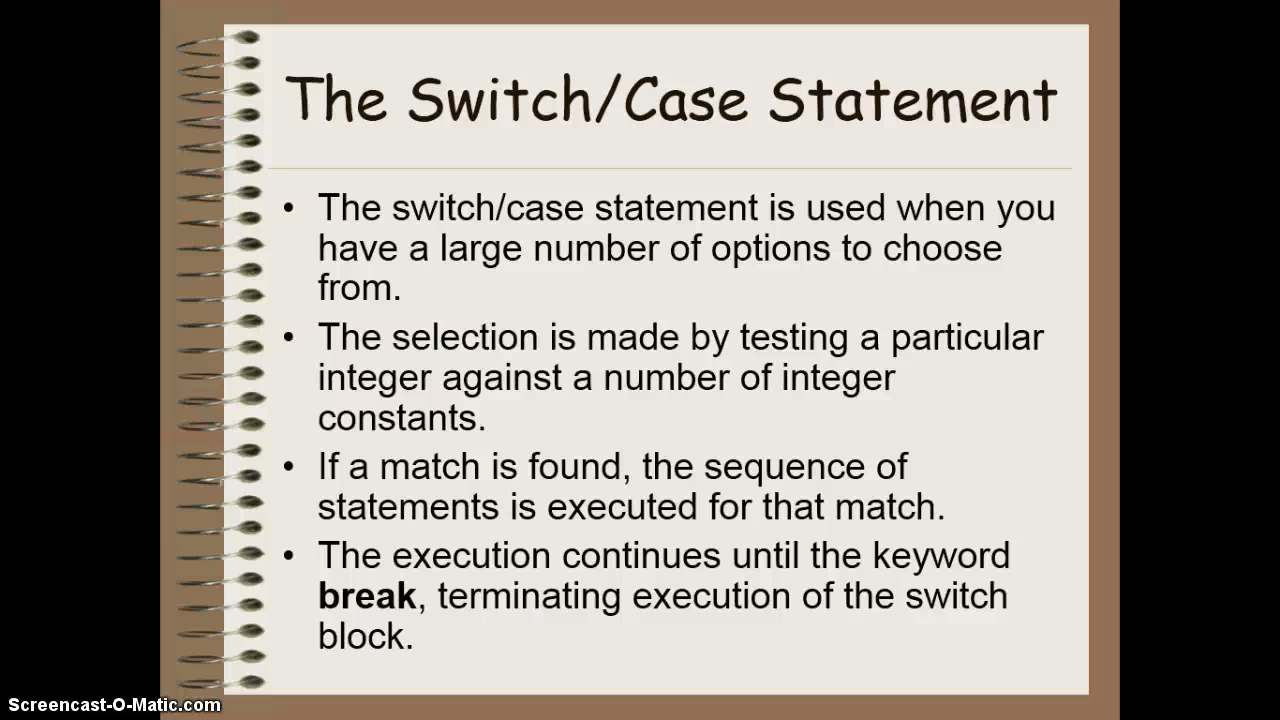 The Switch/Case Statement
• The switch/case statement is used when you
have a large number of options to choose
from.
• The selection is made by testing a particular
integer against a number of integer
constants.
• If a match is found, the sequence of
statements is executed for that match.
• The execution continues until the keyword
break, terminating execution of the switch
block.
Screencast-O-Matic.com